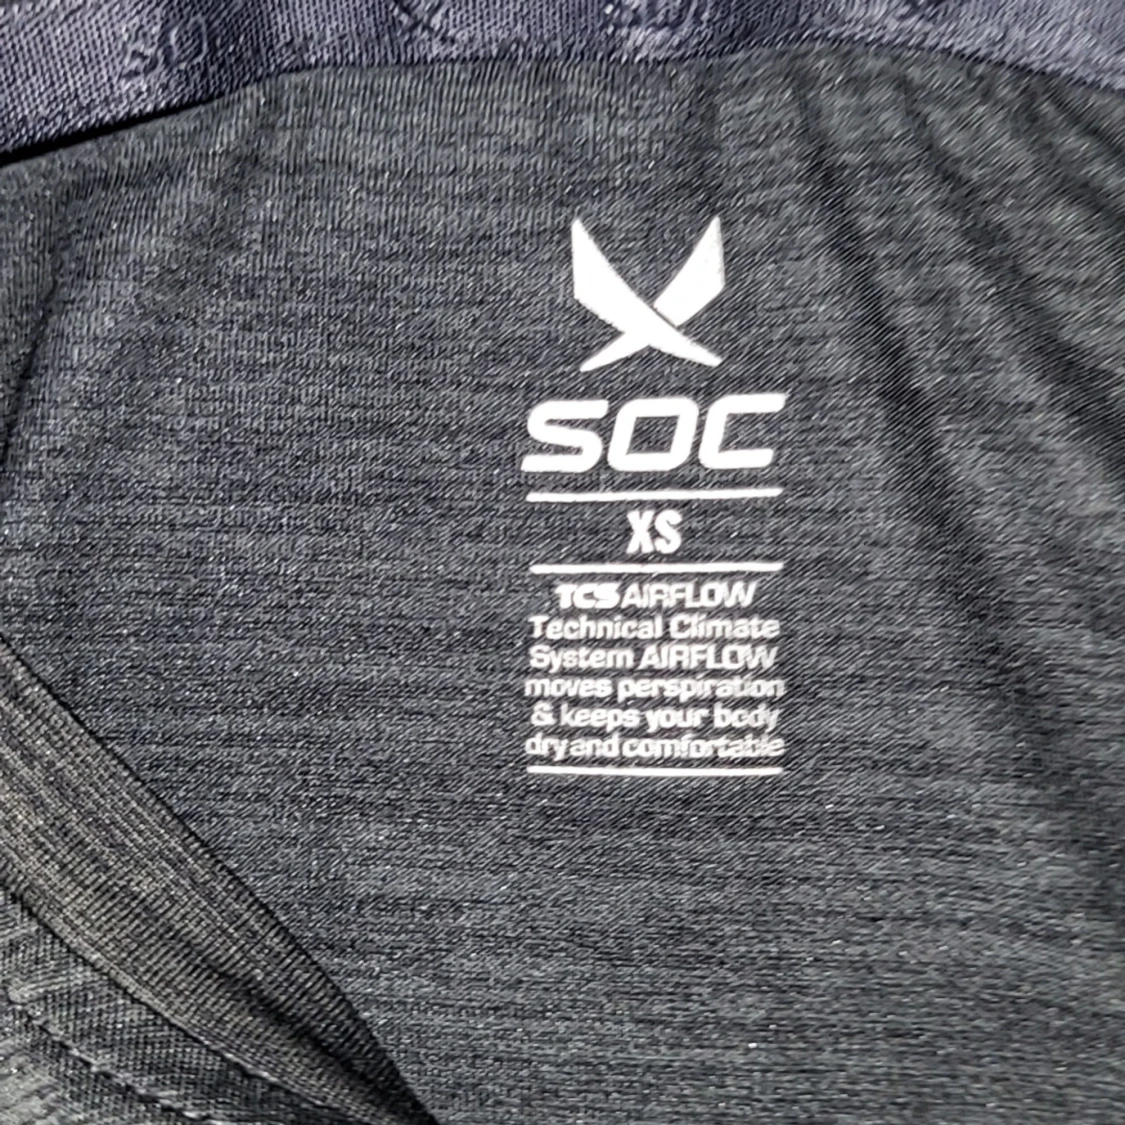 SOC
XS
TCS AIRFLOW
Technical Climate
System AIRFLOW
moves perspiration
& keeps your body
dry and comfortable